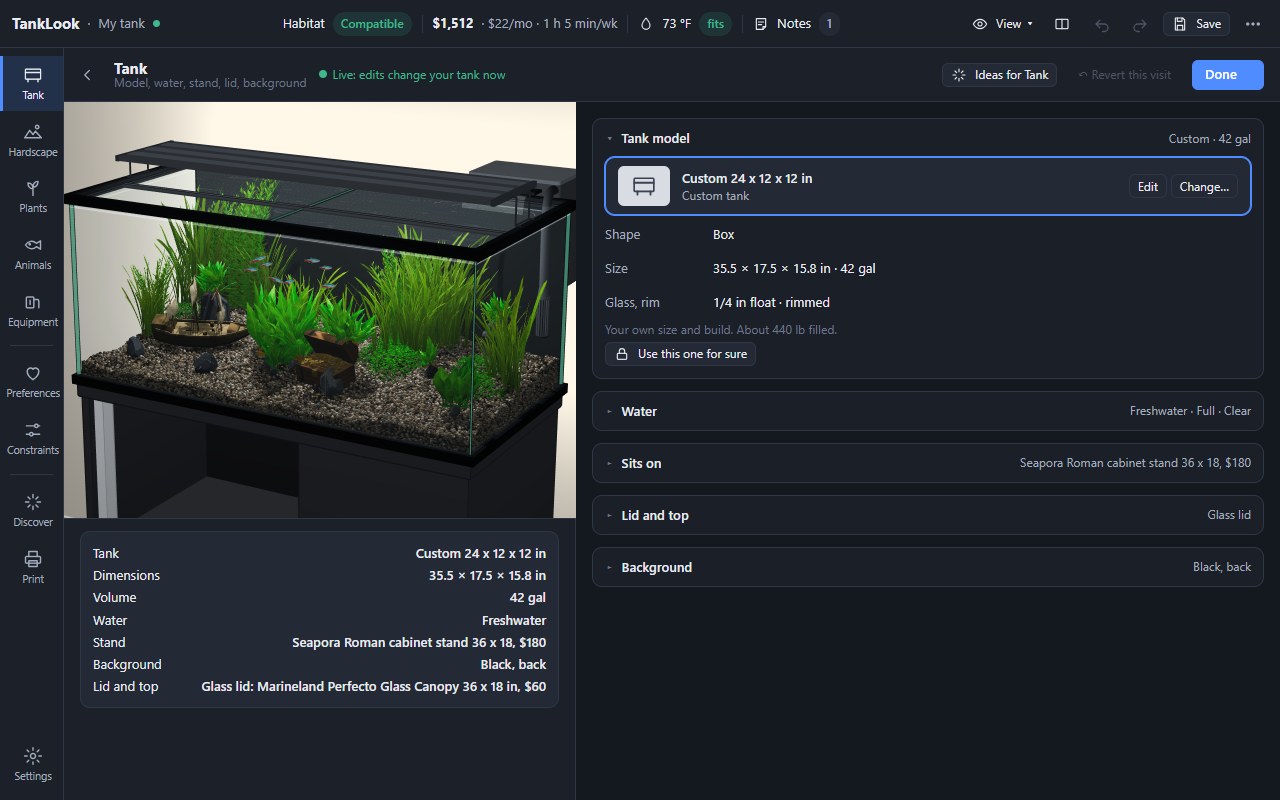 TankLook · My tank
Habitat Compatible $1,512 · $22/mo · 1 h 5 min/wk 73 °F fits Notes 1
View Save
Tank
Hardscape
Plants
Animals
Equipment
Preferences
Constraints
Discover
Print
Settings
Tank
Model, water, stand, lid, background
Live: edits change your tank now
Ideas for Tank
Revert this visit
Done
Tank Custom 24 x 12 x 12 in
Dimensions 35.5 × 17.5 × 15.8 in
Volume 42 gal
Water Freshwater
Stand Seapora Roman cabinet stand 36 x 18, $180
Background Black, back
Lid and top Glass lid: Marineland Perfecto Glass Canopy 36 x 18 in, $60
Tank model Custom · 42 gal
Custom 24 x 12 x 12 in
Custom tank
Edit Change...
Shape Box
Size 35.5 × 17.5 × 15.8 in · 42 gal
Glass, rim 1/4 in float · rimmed
Your own size and build. About 440 lb filled.
Use this one for sure
Water Freshwater · Full · Clear
Sits on Seapora Roman cabinet stand 36 x 18, $180
Lid and top Glass lid
Background Black, back